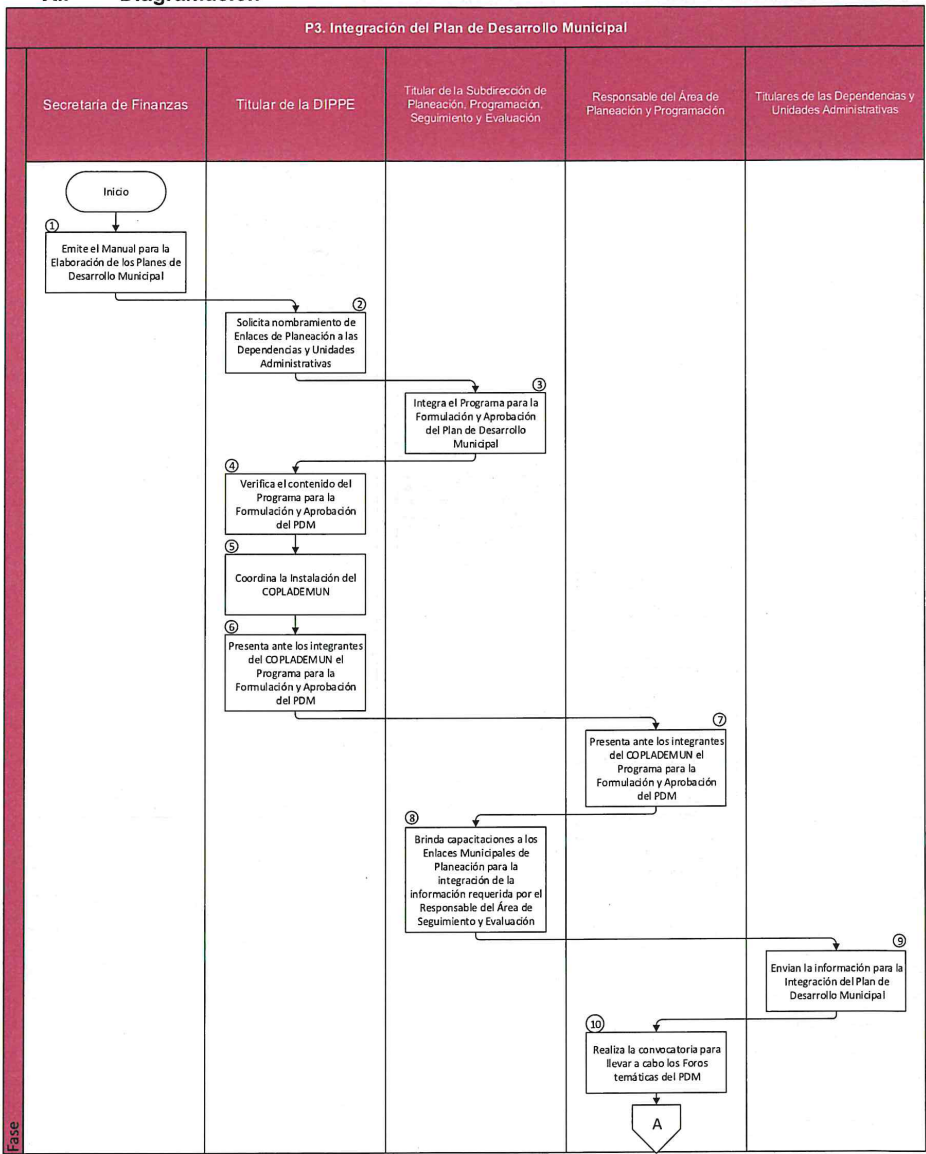 Diagramación
P3. Integración del Plan de Desarrollo Municipal
Secretaría de Finanzas
Titular de la DIPPE
Titular de la Subdirección de
Planeación, Programación,
Seguimiento y Evaluación
Responsable del Área de
Planeación y Programación
Titulares de las Dependencias y
Unidades Administrativas
Inicio
1
Emite el Manual para la
Elaboración de los Planes de
Desarrollo Municipal
2
Solicita nombramiento de
Enlaces de Planeación a las
Dependencias y Unidades
Administrativas
3
Integra el Programa para la
Formulación y Aprobación
del Plan de Desarrollo
Municipal
4
Verifica el contenido del
Programa para la
Formulación y Aprobación
del PDM
5
Coordina la Instalación del
COPLADEMUN
6
Presenta ante los integrantes
del COPLADEMUN el
Programa para la
Formulación y Aprobación
del PDM
7
Presenta ante los integrantes
del COPLADEMUN el
Programa para la
Formulación y Aprobación
del PDM
8
Brinda capacitaciones a los
Enlaces Municipales de
Planeación para la
integración de la
información requerida por el
Responsable del Área de
Seguimiento y Evaluación
9
Envian la información para la
Integración del Plan de
Desarrollo Municipal
10
Realiza la convocatoria para
llevar a cabo los Foros
temáticas del PDM
A
Fase